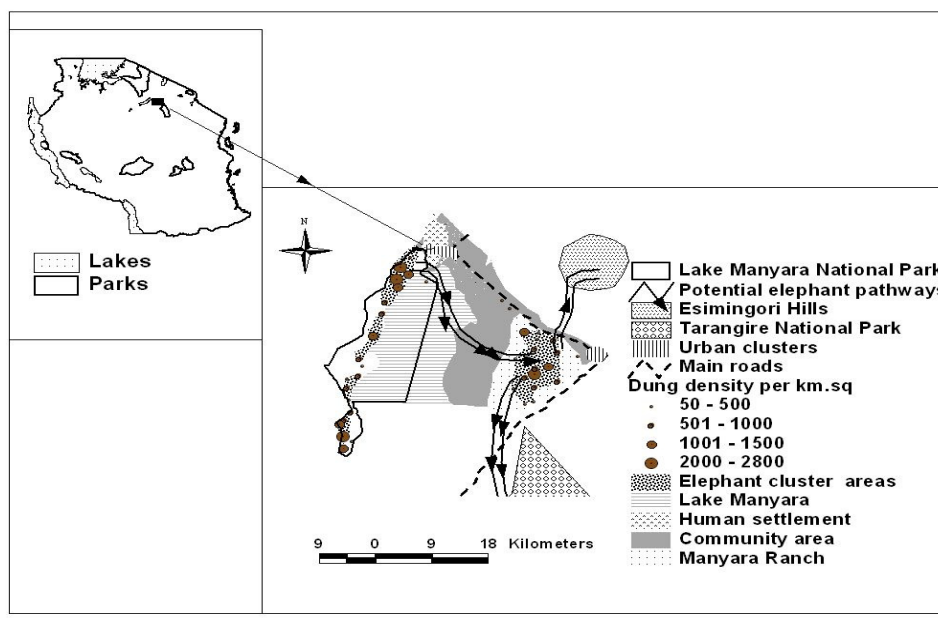 Lakes
Parks
N
Lake Manyara National Park
Potential elephant pathways
Esimingori Hills
Tarangire National Park
Urban clusters
Main roads
Dung density per km.sq
50 - 500
501 - 1000
1001 - 1500
2000 - 2800
Elephant cluster areas
Lake Manyara
Human settlement
Community area
Manyara Ranch
9 0 9 18 Kilometers